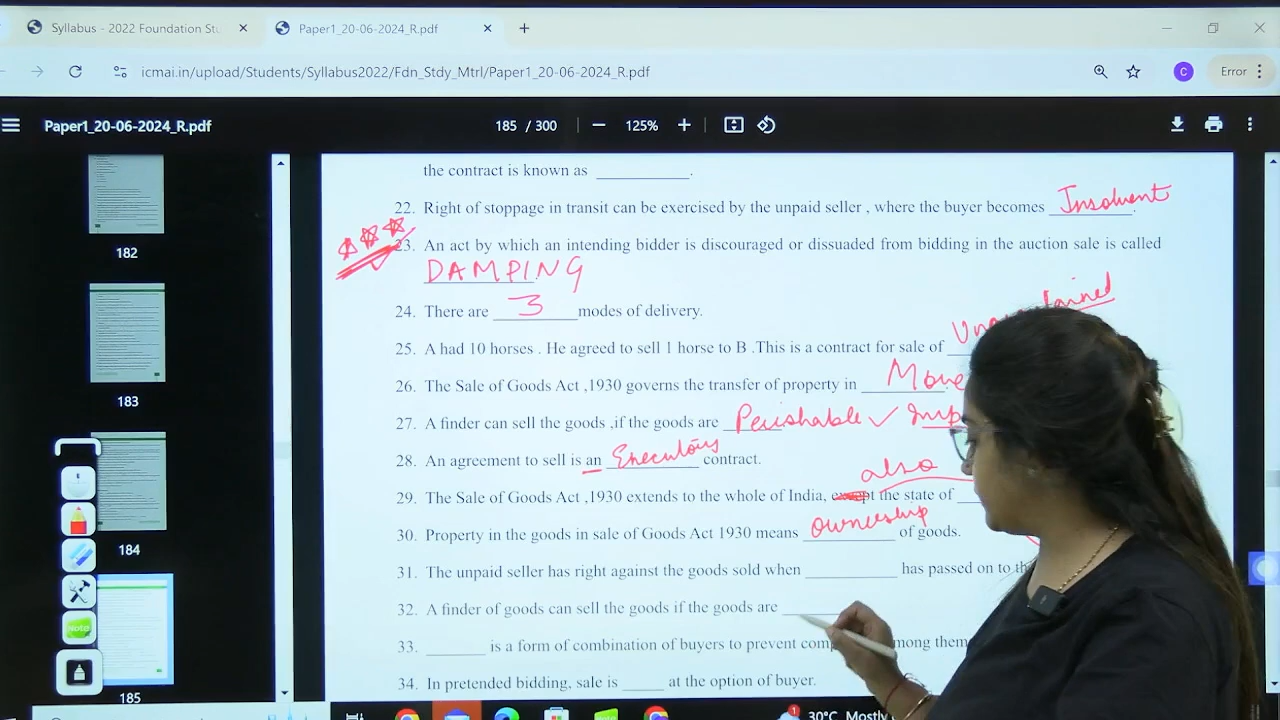 Syllabus - 2022 Foundation Stu
Paper1_20-06-2024_R.pdf
icmai.in/upload/Students/Syllabus2022/Fdn_Stdy_Mtrl/Paper1_20-06-2024_R.pdf
C
Error
Paper1_20-06-2024_R.pdf
185 / 300
125%
182
183
184
185
NOTE
the contract is known as __________.
22. Right of stoppage in transit can be exercised by the unpaid seller , where the buyer becomes Insolvent.
23. An act by which an intending bidder is discouraged or dissuaded from bidding in the auction sale is called
DAMPING
24. There are 3 modes of delivery.
25. A had 10 horses. He agreed to sell 1 horse to B .This is a contract for sale of
26. The Sale of Goods Act ,1930 governs the transfer of property in Move
27. A finder can sell the goods ,if the goods are Perishable ✓ Imp
28. An agreement to sell is an Executory contract.
also
29. The Sale of Goods Act ,1930 extends to the whole of India, except the state of
30. Property in the goods in sale of Goods Act 1930 means ownership of goods.
31. The unpaid seller has right against the goods sold when __________ has passed on to th
32. A finder of goods can sell the goods if the goods are ________
33. _______ is a form of combination of buyers to prevent comp mong them
34. In pretended bidding, sale is _____ at the option of buyer.
1
30°C Mostly